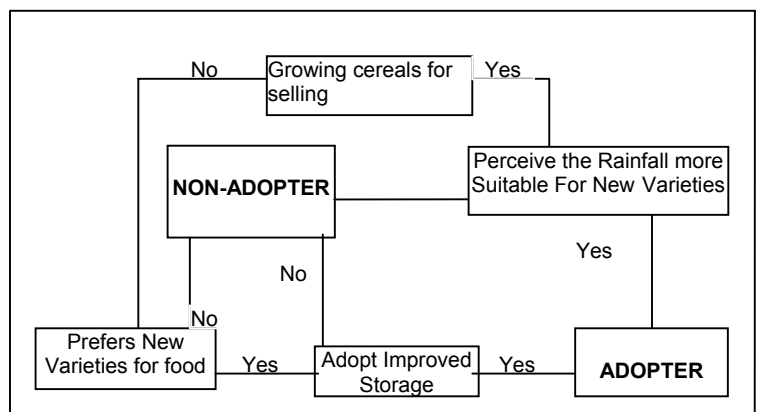 No
Growing cereals for
selling
Yes
Perceive the Rainfall more
Suitable For New Varieties
NON-ADOPTER
Yes
No
No
Prefers New
Varieties for food
Yes
Adopt Improved
Storage
Yes
ADOPTER